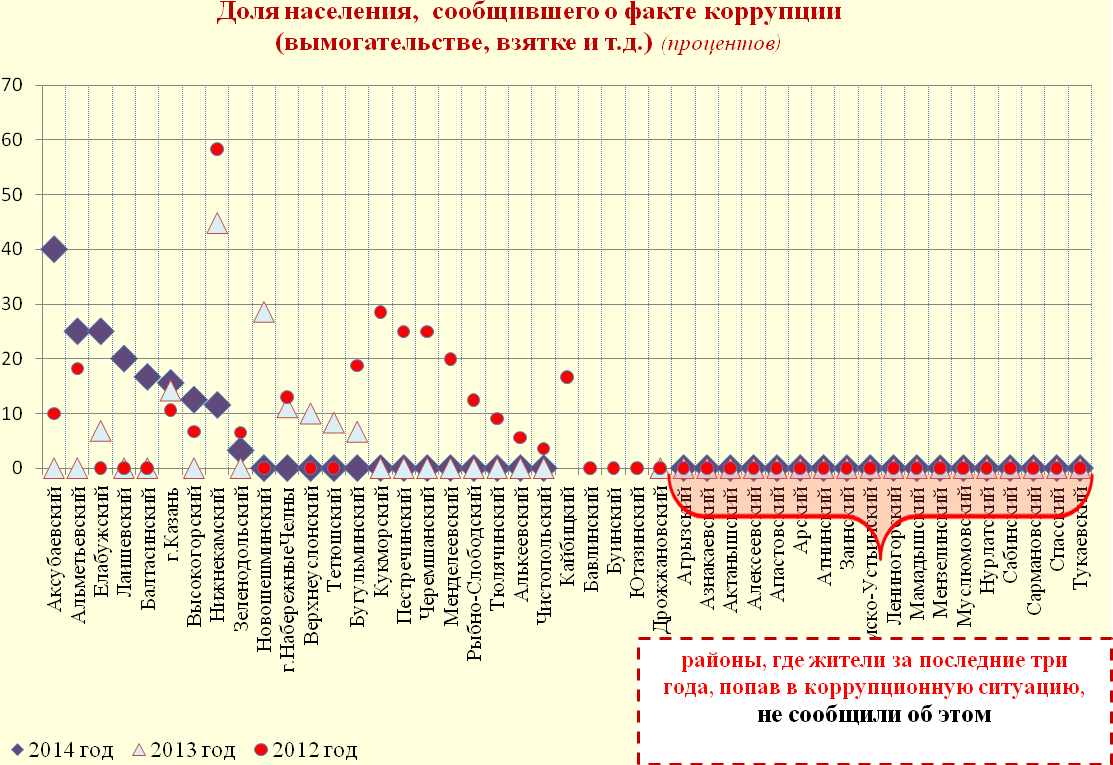 Доля населения, сообщившего о факте коррупции
(вымогательстве, взятке и т.д.) (процентов)
70
60
50
40
30
20
10
0
Аксубаевский
Альметьевский
Елабужский
Лаишевский
Балтасинский
г.Казань
Высокогорский
Нижнекамский
Зеленодольский
Новошешминский
г.НабережныеЧелны
Верхнеуслонский
Тетюшский
Бугульминский
Кукморский
Пестречинский
Черемшанский
Менделеевский
Рыбно-Слободский
Тюлячинский
Алькеевский
Чистопольский
Кайбицкий
Бавлинский
Буинский
Ютазинский
Дрожжановский
Агрызский
Азнакаевский
Актанышский
Алексеевский
Апастовский
Арский
Атнинский
Заинский
мско-Устьинский
Лениногорский
Мамадышский
Мензелинский
Муслюмовский
Нурлатский
Сабинский
Сармановский
Спасский
Тукаевский
районы, где жители за последние три
года, попав в коррупционную ситуацию,
не сообщили об этом
2014 год 2013 год 2012 год